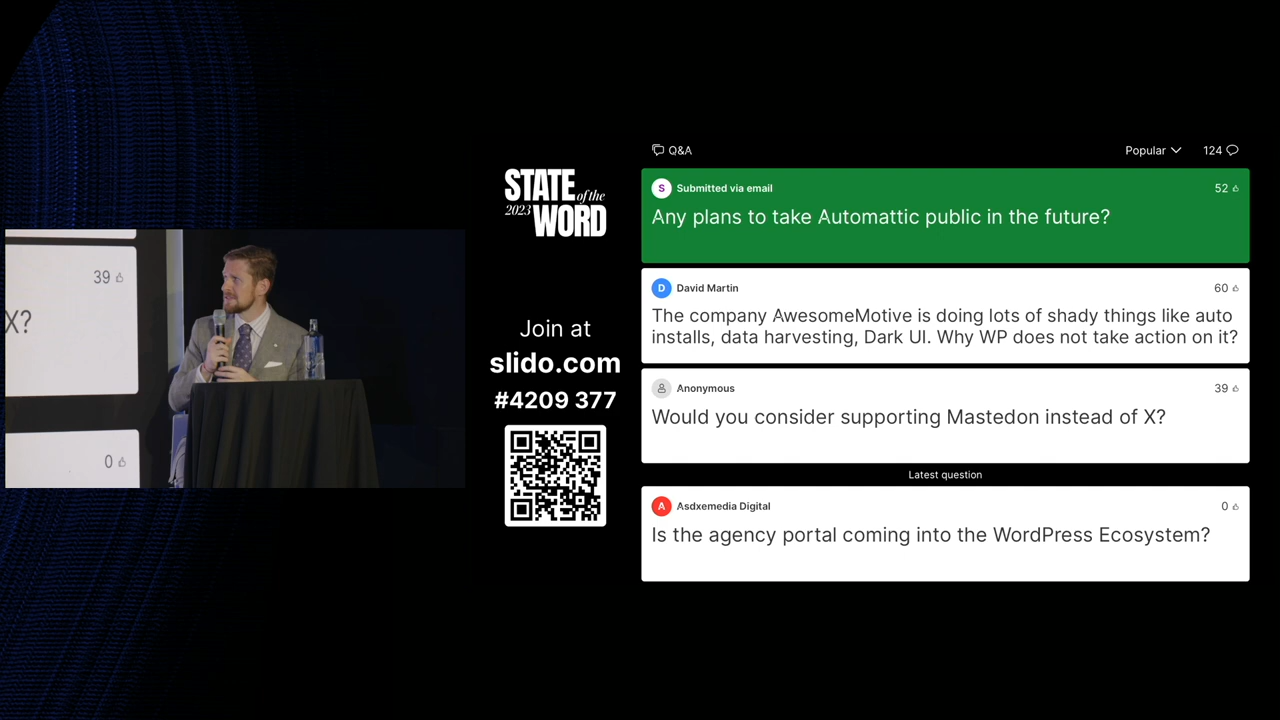 39
X?
0
STATE of the
2023 WORD
Join at
slido.com
#4209 377
Q&A
Popular
124
S
Submitted via email
52
Any plans to take Automattic public in the future?
D
David Martin
60
The company AwesomeMotive is doing lots of shady things like auto
installs, data harvesting, Dark UI. Why WP does not take action on it?
Anonymous
39
Would you consider supporting Mastedon instead of X?
Latest question
A
Asdxemedia Digital
0
Is the agency portal coming into the WordPress Ecosystem?